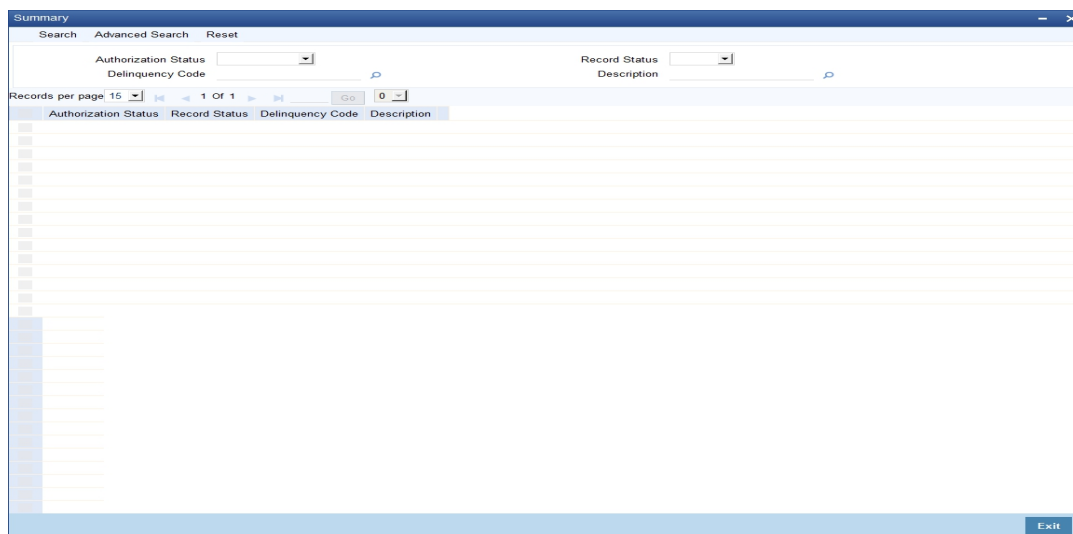 Summary
Search Advanced Search Reset
Authorization Status Record Status
Delinquency Code Description
Records per page 15 1 Of 1 Go 0
Authorization Status Record Status Delinquency Code Description
Exit